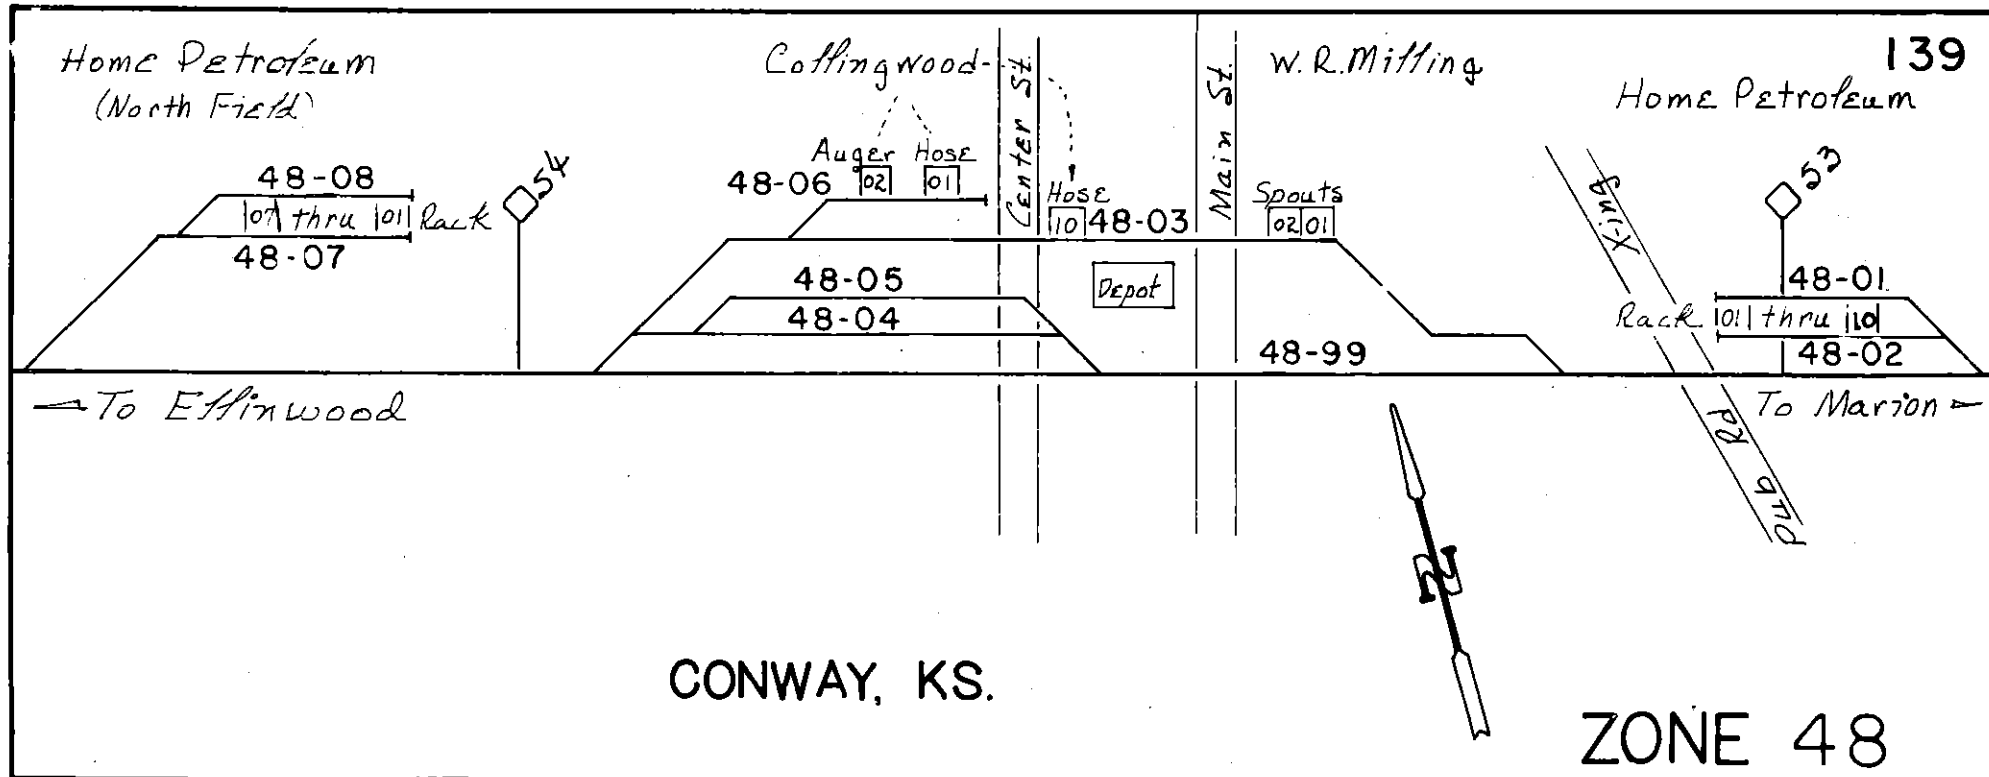 139
Home Petroleum
(North Field)
Collingwood
W.R. Milling
Home Petroleum
Center St.
Main St.
X-ing
Pub Rd
54
53
48-08
07 thru 01 Rack
48-07
Auger Hose
48-06 02 01
Hose
10 48-03
Spouts
02 01
Depot
48-05
48-04
48-99
48-01
Rack 01 thru 10
48-02
To Ellinwood
To Marion
N
CONWAY, KS.
ZONE 48